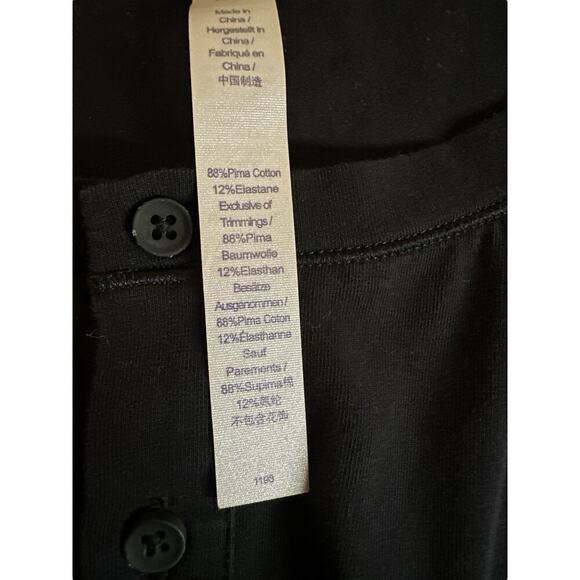 Made in
China /
Hergestellt in
China /
Fabriqué en
China /
中国制造
88%Pima Cotton
12%Elastane
Exclusive of
Trimmings /
88%Pima
Baumwolle
12%Elasthan
Besätze
Ausgenommen /
88%Pima Coton
12%Élasthanne
Sauf
Parements /
88%Supima棉
12%氨纶
不包含花饰
1193